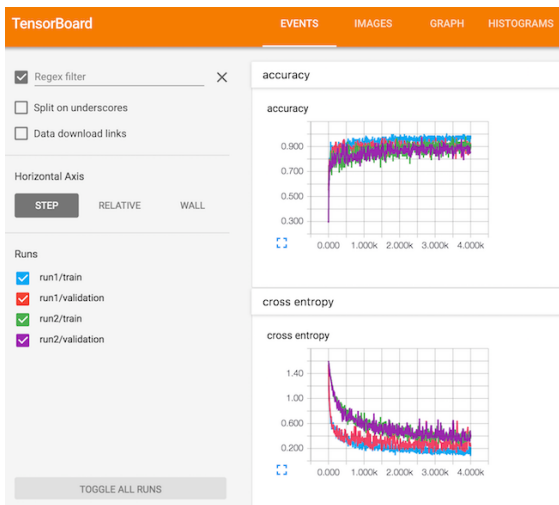 TensorBoard
EVENTS IMAGES GRAPH HISTOGRAMS
Regex filter
Split on underscores
Data download links
Horizontal Axis
STEP RELATIVE WALL
Runs
run1/train
run1/validation
run2/train
run2/validation
TOGGLE ALL RUNS
accuracy
accuracy
0.900
0.700
0.500
0.300
0.000 1.000k 2.000k 3.000k 4.000k
cross entropy
cross entropy
1.40
1.00
0.600
0.200
0.000 1.000k 2.000k 3.000k 4.000k